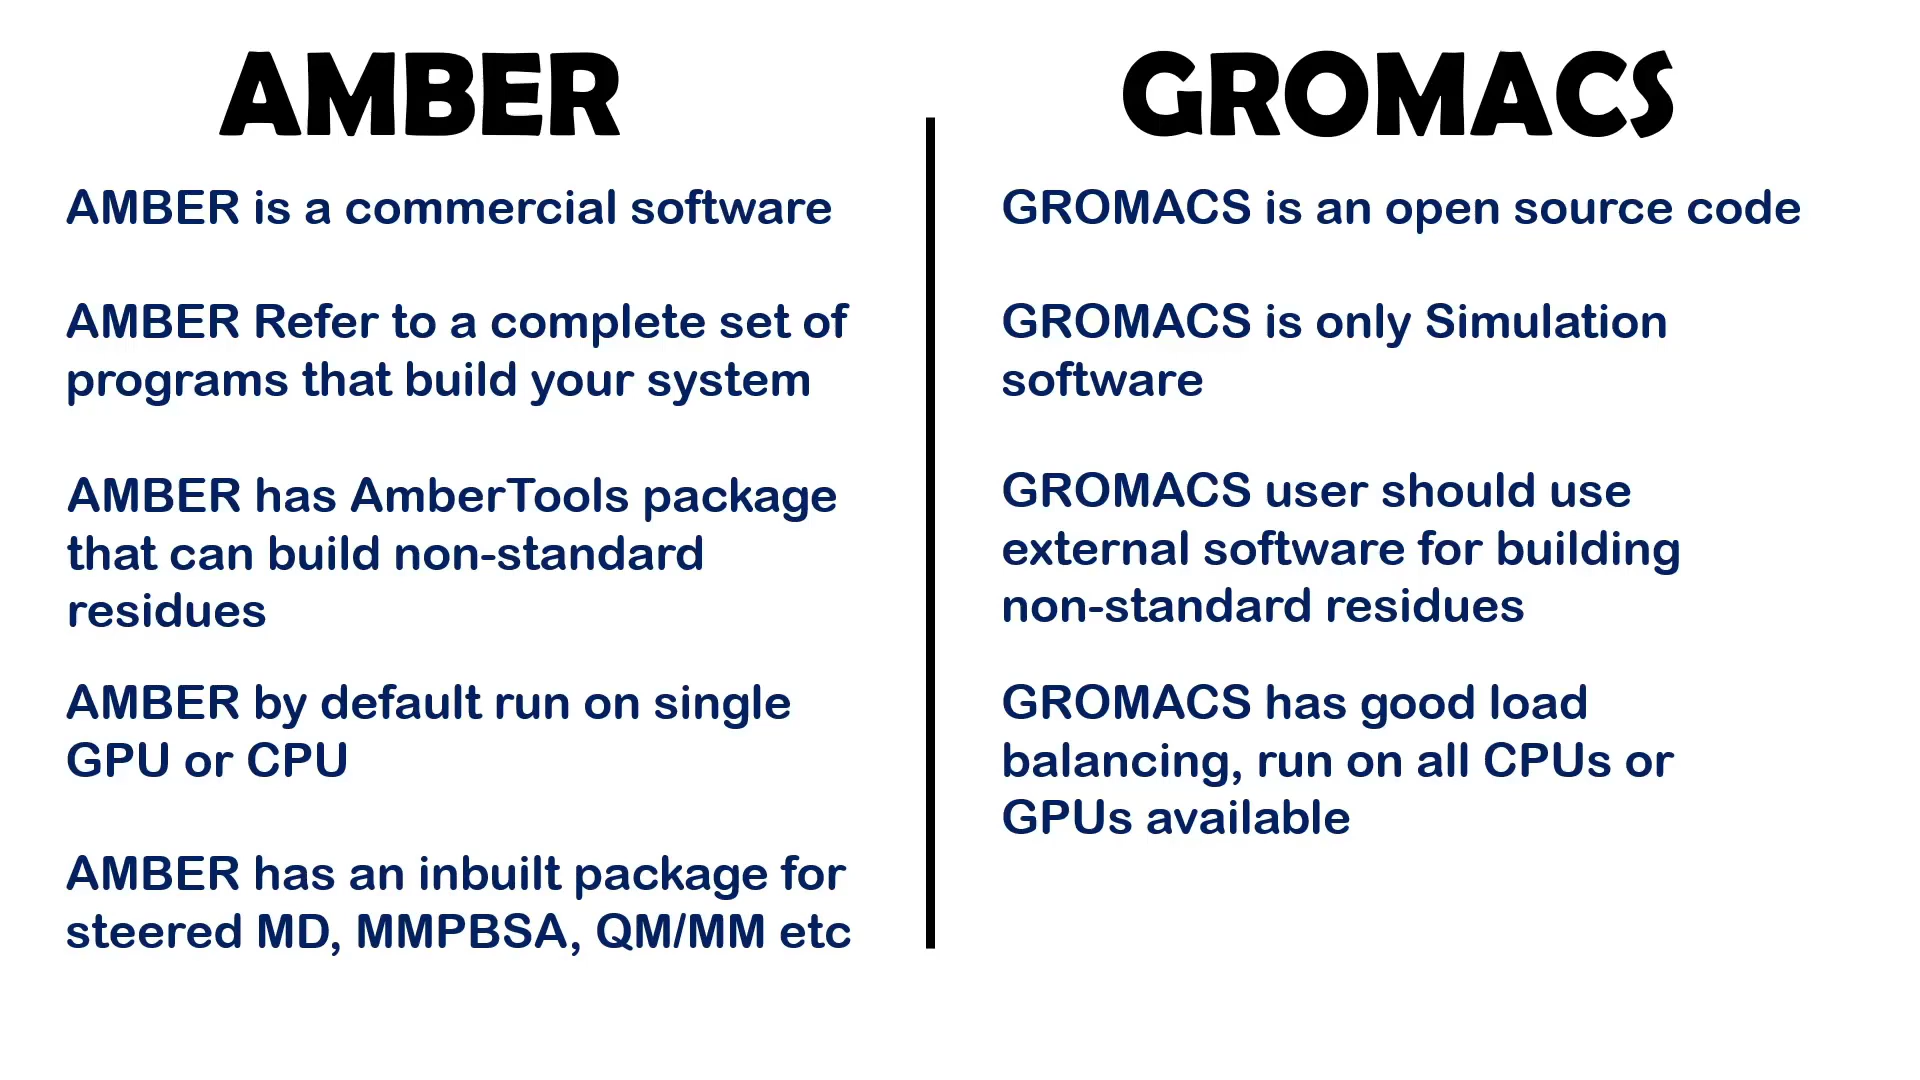 AMBER
AMBER is a commercial software
AMBER Refer to a complete set of
programs that build your system
AMBER has AmberTools package
that can build non-standard
residues
AMBER by default run on single
GPU or CPU
AMBER has an inbuilt package for
steered MD, MMPBSA, QM/MM etc
GROMACS
GROMACS is an open source code
GROMACS is only Simulation
software
GROMACS user should use
external software for building
non-standard residues
GROMACS has good load
balancing, run on all CPUs or
GPUs available